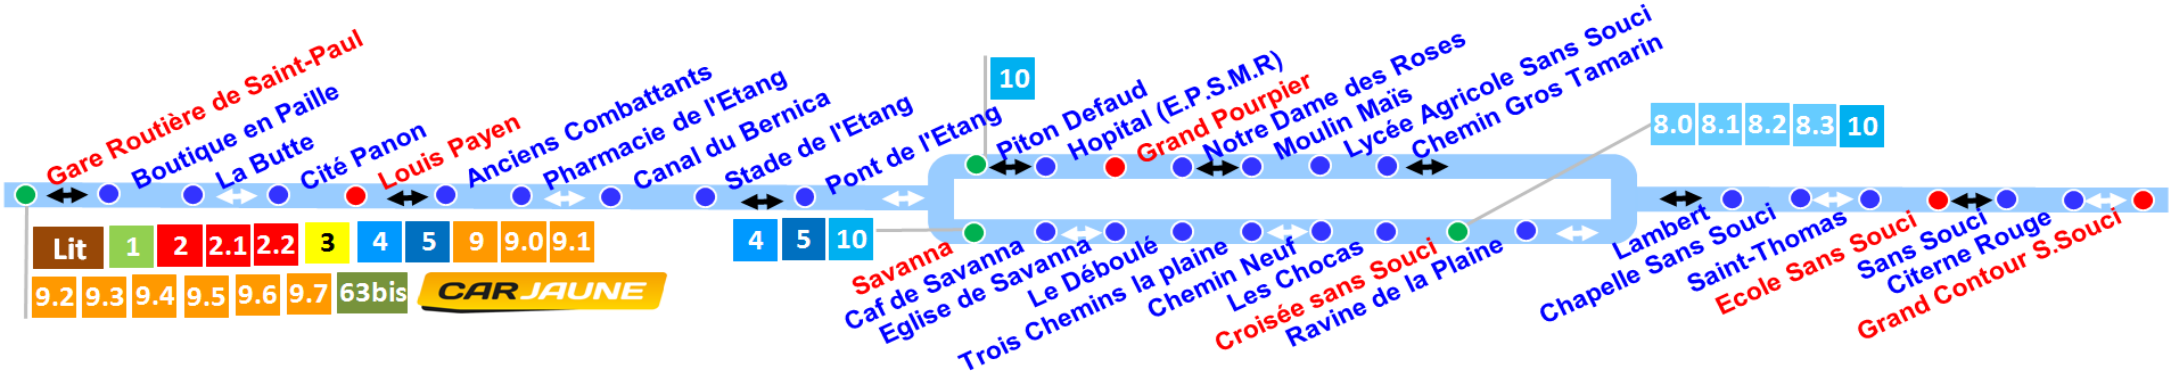 Gare Routière de Saint-Paul
Boutique en Paille
La Butte
Cité Panon
Louis Payen
Anciens Combattants
Pharmacie de l'Etang
Canal du Bernica
Stade de l'Etang
Pont de l'Etang
10
Piton Defaud
Hopital (E.P.S.M.R)
Grand Pourpier
Notre Dame des Roses
Moulin Maïs
Lycée Agricole Sans Souci
Chemin Gros Tamarin
8.0 8.1 8.2 8.3 10
Lit 1 2 2.1 2.2 3 4 5 9 9.0 9.1
9.2 9.3 9.4 9.5 9.6 9.7 63bis CARJAUNE
4 5 10
Savanna
Caf de Savanna
Eglise de Savanna
Le Déboulé
Trois Chemins la plaine
Chemin Neuf
Les Chocas
Croisée sans Souci
Ravine de la Plaine
Lambert
Chapelle Sans Souci
Saint-Thomas
Ecole Sans Souci
Sans Souci
Citerne Rouge
Grand Contour S.Souci